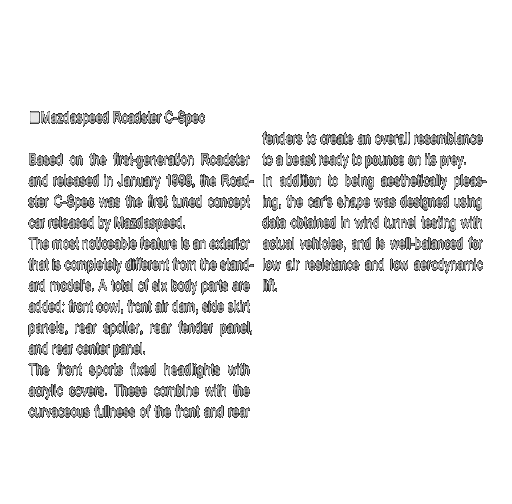 ■Mazdaspeed Roadster C-Spec
Based on the first-generation Roadster
and released in January 1996, the Road-
ster C-Spec was the first tuned concept
car released by Mazdaspeed.
The most noticeable feature is an exterior
that is completely different from the stand-
ard model's. A total of six body parts are
added: front cowl, front air dam, side skirt
panels, rear spoiler, rear fender panel,
and rear center panel.
The front sports fixed headlights with
acrylic covers. These combine with the
curvaceous fullness of the front and rear
fenders to create an overall resemblance
to a beast ready to pounce on its prey.
In addition to being aesthetically pleas-
ing, the car's shape was designed using
data obtained in wind tunnel testing with
actual vehicles, and is well-balanced for
low air resistance and low aerodynamic
lift.